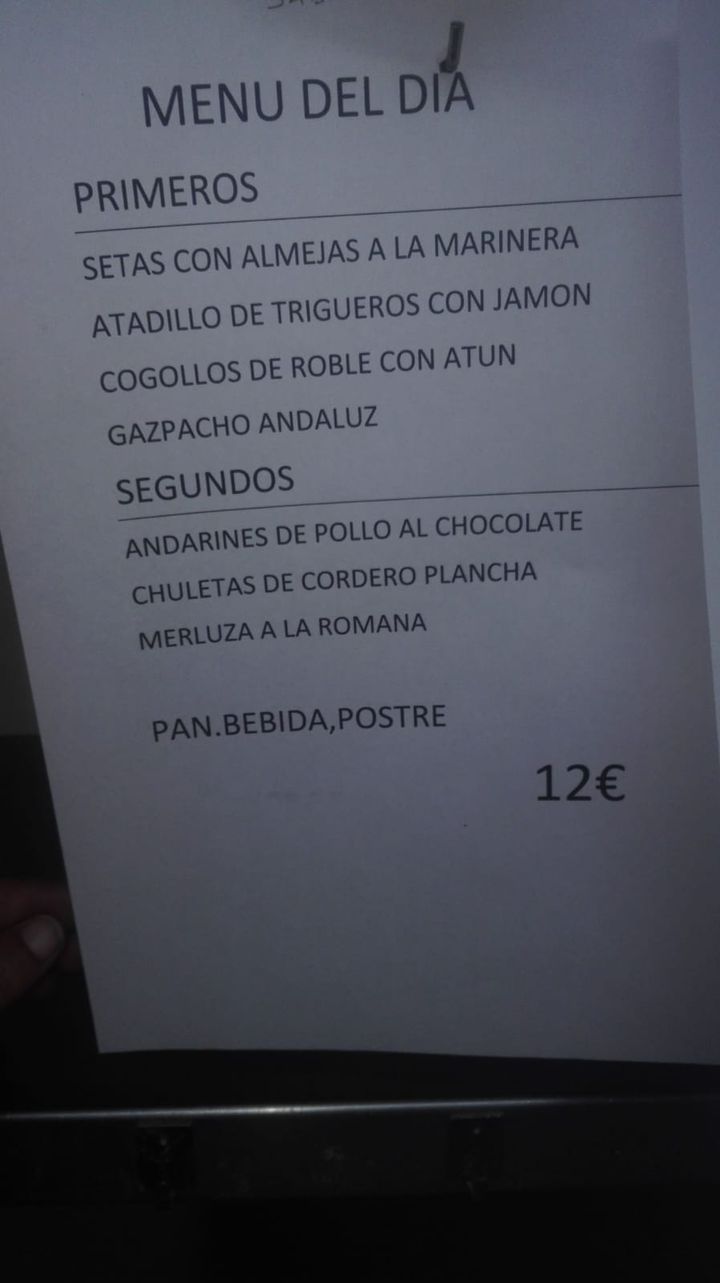 MENU DEL DIA
PRIMEROS
SETAS CON ALMEJAS A LA MARINERA
ATADILLO DE TRIGUEROS CON JAMON
COGOLLOS DE ROBLE CON ATUN
GAZPACHO ANDALUZ
SEGUNDOS
ANDARINES DE POLLO AL CHOCOLATE
CHULETAS DE CORDERO PLANCHA
MERLUZA A LA ROMANA
PAN.BEBIDA,POSTRE
12€